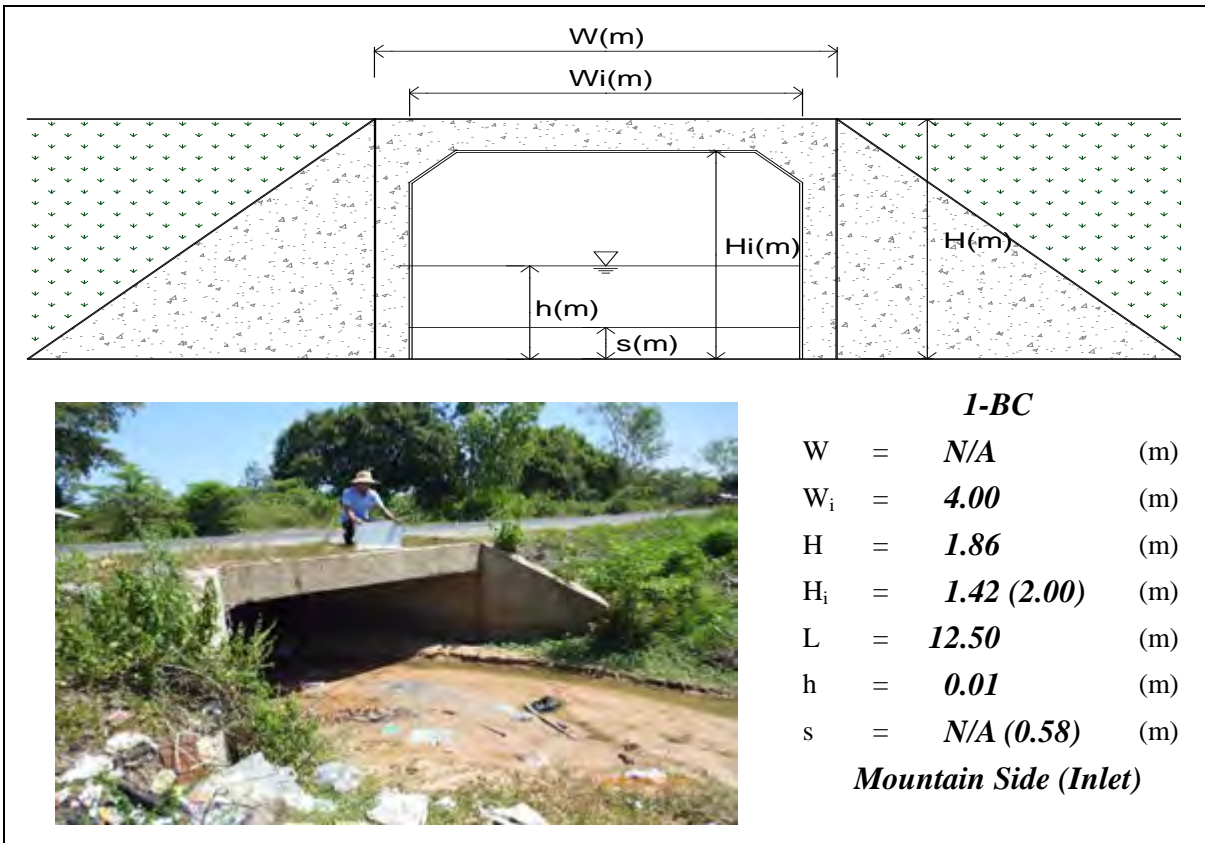 W(m)
Wi(m)
Hi(m)
H(m)
h(m)
s(m)
1-BC
W = N/A (m)
Wi = 4.00 (m)
H = 1.86 (m)
Hi = 1.42 (2.00) (m)
L = 12.50 (m)
h = 0.01 (m)
s = N/A (0.58) (m)
Mountain Side (Inlet)